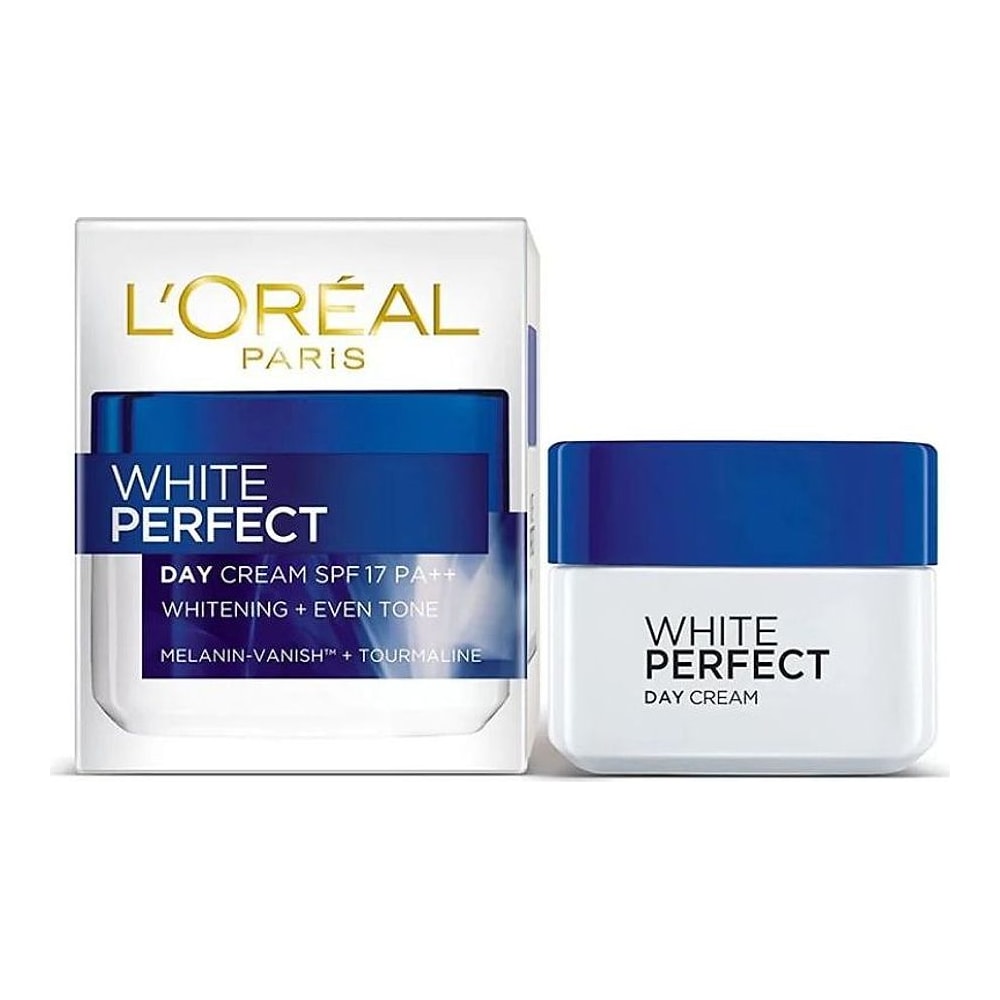 L'ORÉAL
PARiS
WHITE
PERFECT
DAY CREAM SPF 17 PA++
WHITENING + EVEN TONE
MELANIN-VANISH™ + TOURMALINE
WHITE
PERFECT
DAY CREAM